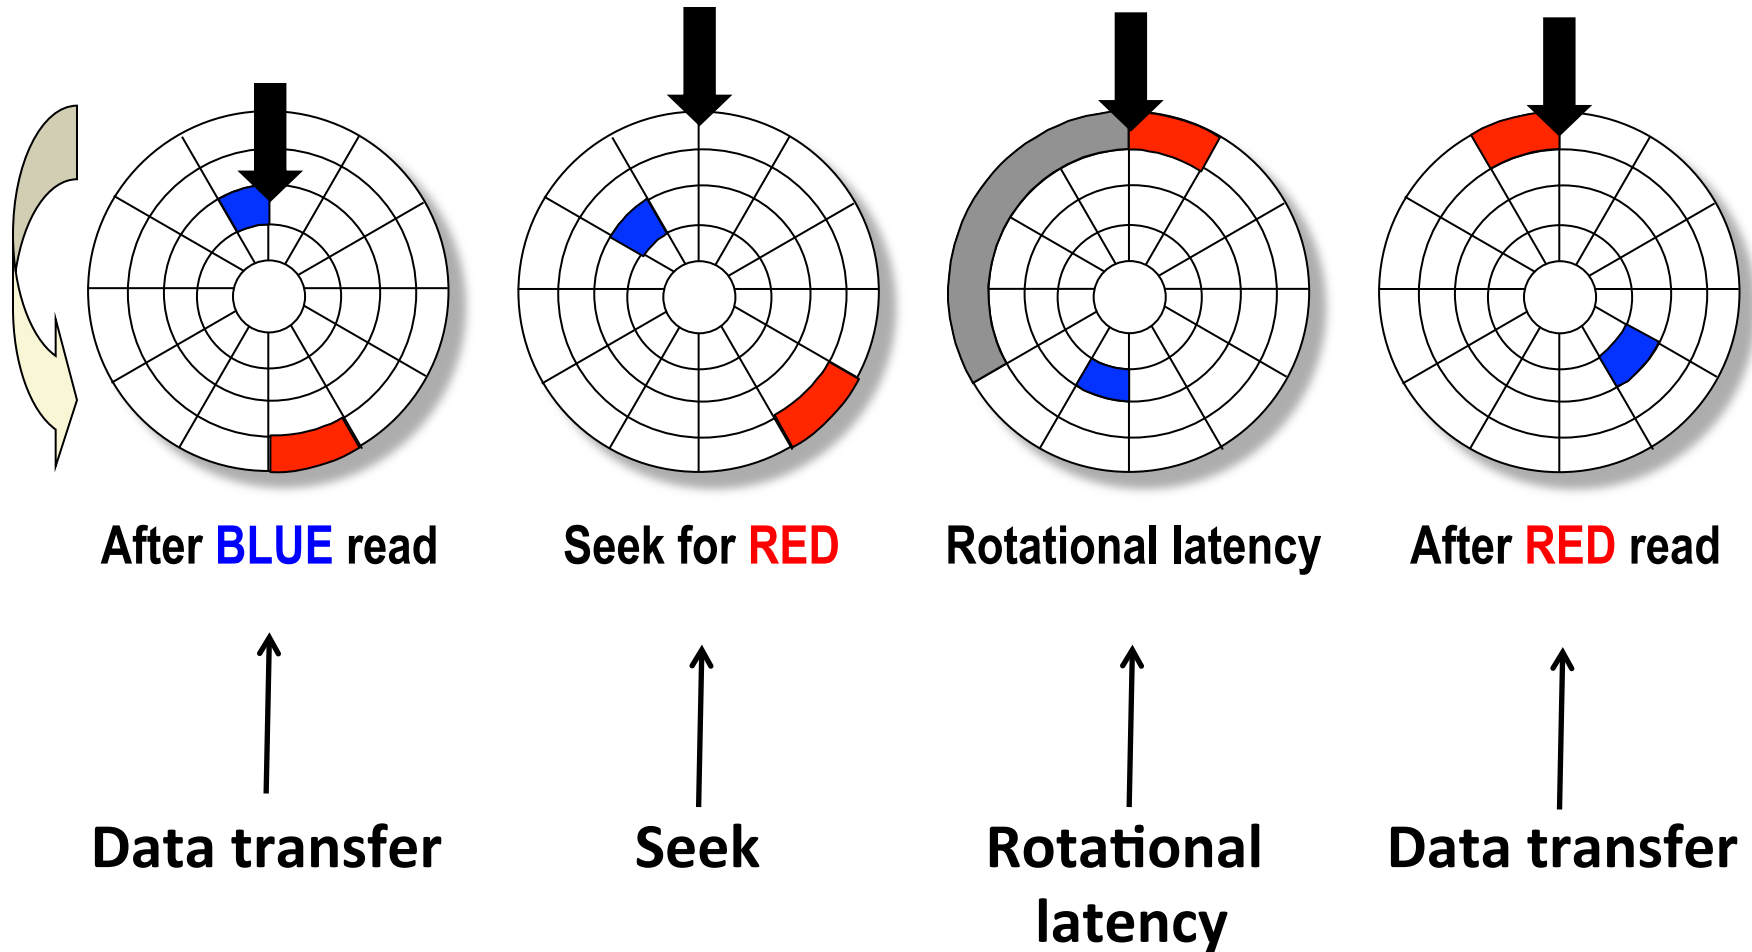 After BLUE read
Seek for RED
Rotational latency
After RED read
Data transfer
Seek
Rotational
latency
Data transfer